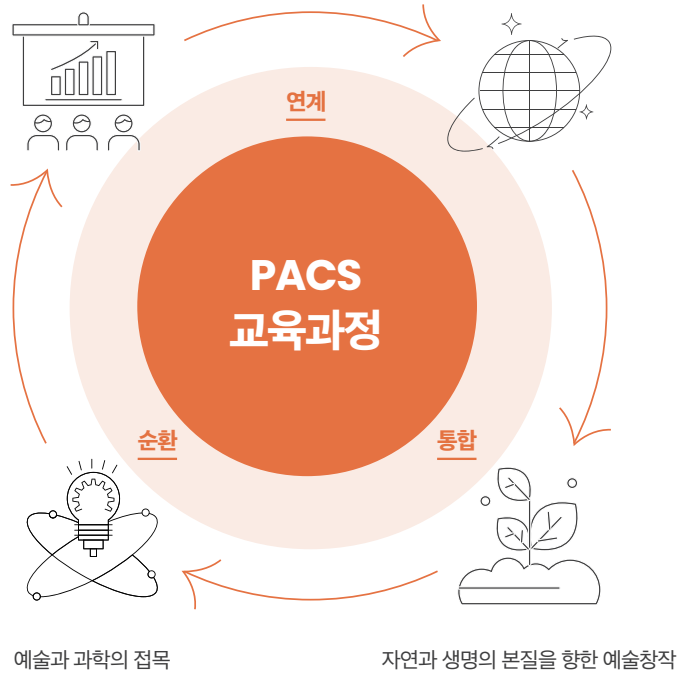 연계
PACS
교육과정
순환
통합
예술과 과학의 접목
자연과 생명의 본질을 향한 예술창작